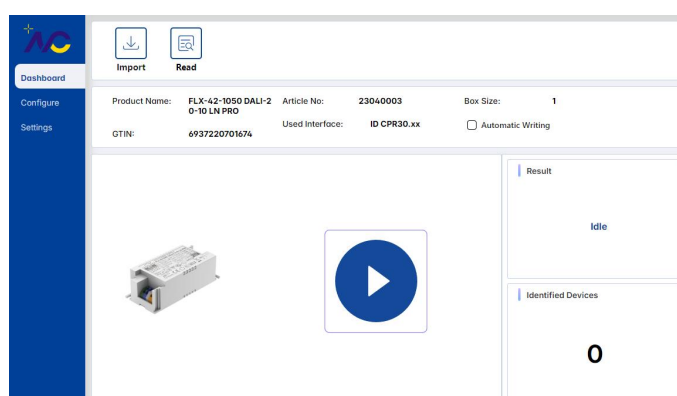 NC
Import Read
Dashboard
Configure
Settings
Product Name: FLX-42-1050 DALI-2
0-10 LN PRO
Article No: 23040003
Box Size: 1
Used Interface: ID CPR30.xx
Automatic Writing
GTIN: 6937220701674
Result
Idle
Identified Devices
0